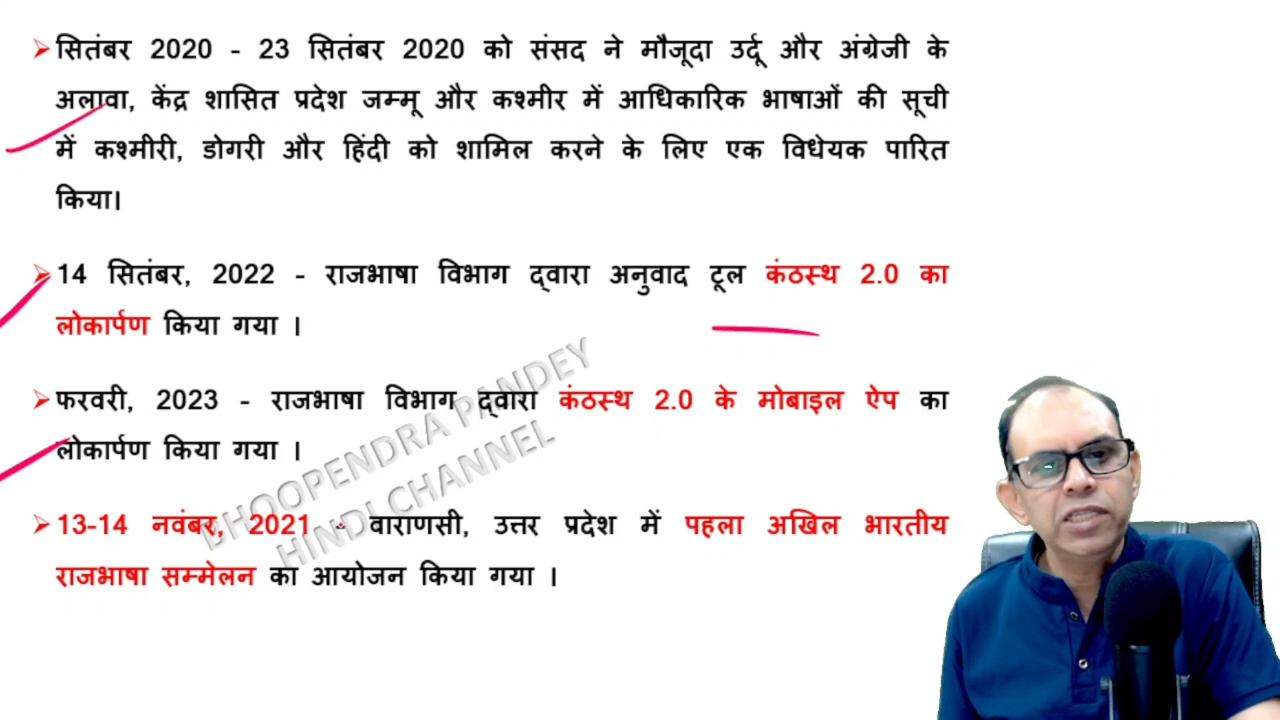 ➢ सितंबर 2020 - 23 सितंबर 2020 को संसद ने मौजूदा उर्दू और अंग्रेजी के
अलावा, केंद्र शासित प्रदेश जम्मू और कश्मीर में आधिकारिक भाषाओं की सूची
में कश्मीरी, डोगरी और हिंदी को शामिल करने के लिए एक विधेयक पारित
किया।
➢ 14 सितंबर, 2022 - राजभाषा विभाग द्वारा अनुवाद टूल कंठस्थ 2.0 का
लोकार्पण किया गया ।
➢ फरवरी, 2023 - राजभाषा विभाग द्वारा कंठस्थ 2.0 के मोबाइल ऐप का
लोकार्पण किया गया ।
➢ 13-14 नवंबर, 2021 - वाराणसी, उत्तर प्रदेश में पहला अखिल भारतीय
राजभाषा सम्मेलन का आयोजन किया गया ।
BHOOPENDRA PANDEY
HINDI CHANNEL